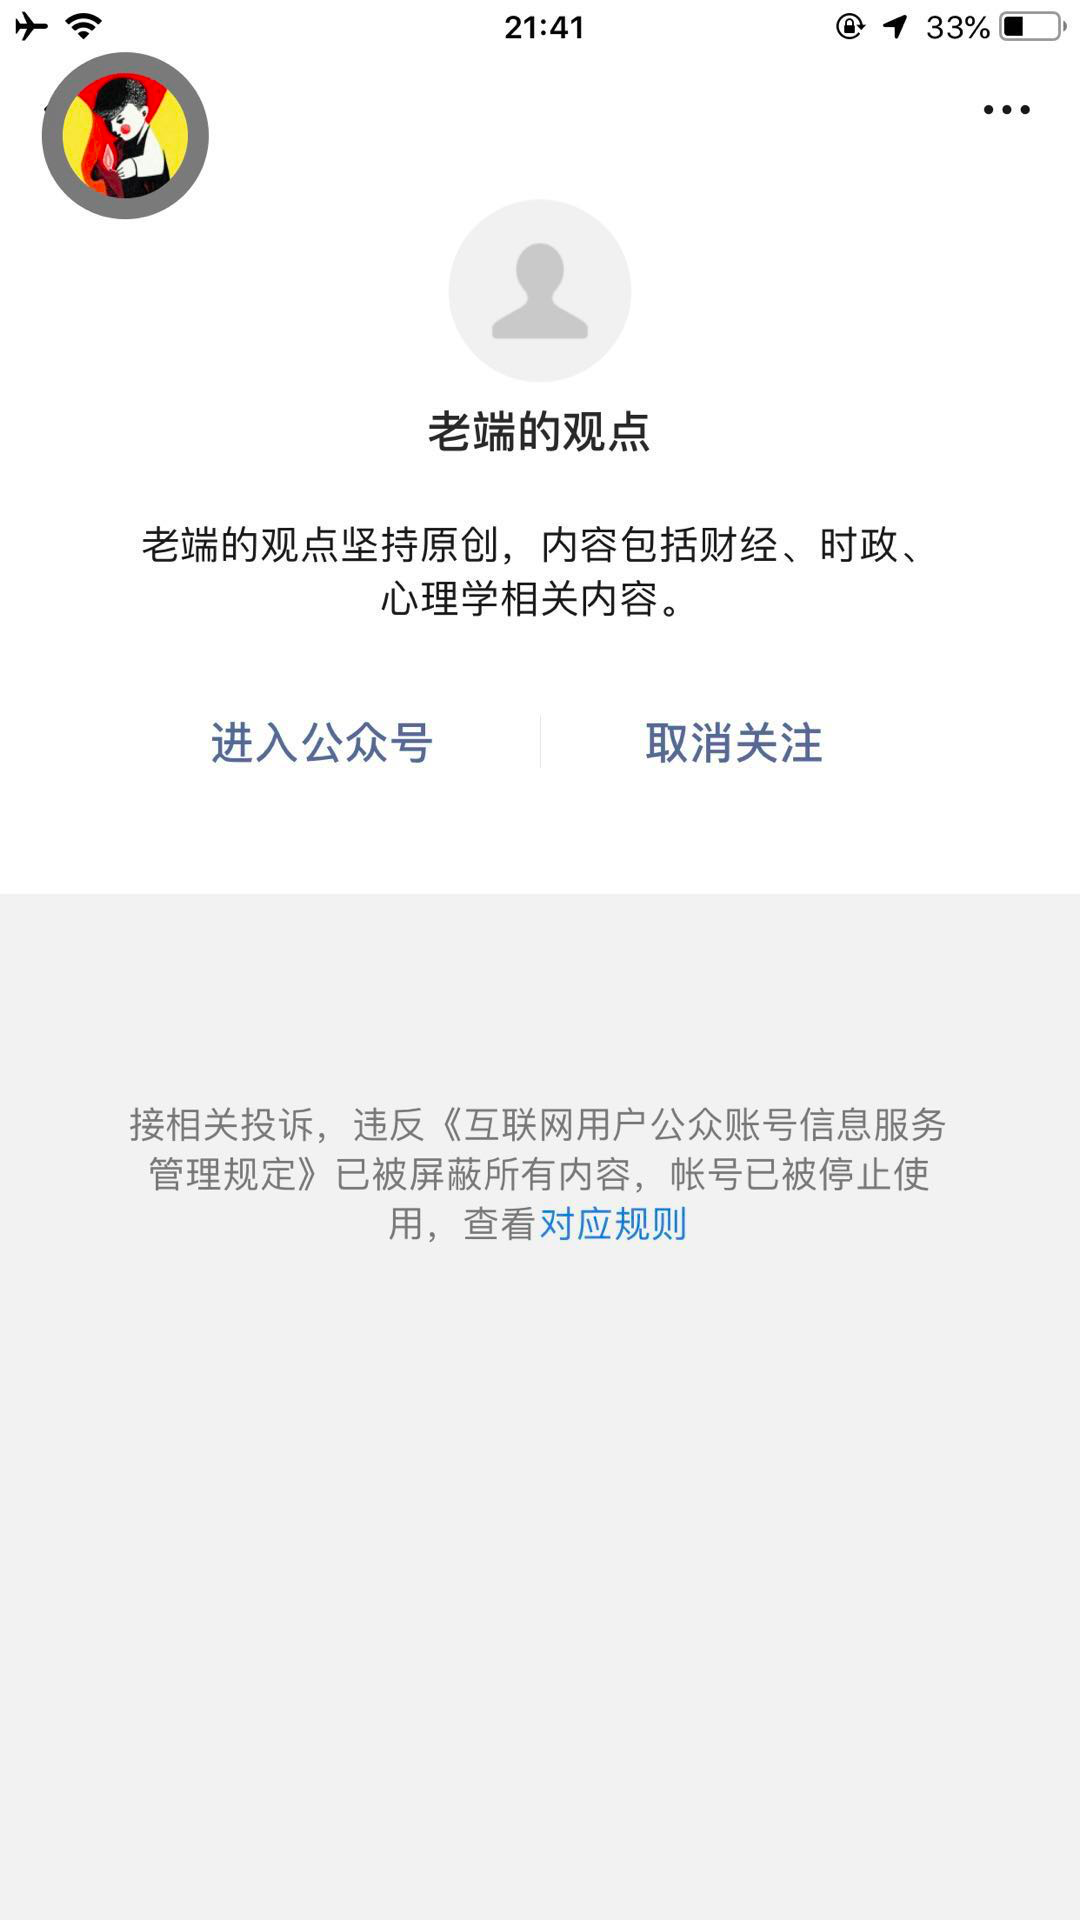 21:41
33%
老端的观点
老端的观点坚持原创，内容包括财经、时政、
心理学相关内容。
进入公众号
取消关注
接相关投诉，违反《互联网用户公众账号信息服务
管理规定》已被屏蔽所有内容，帐号已被停止使
用，查看对应规则